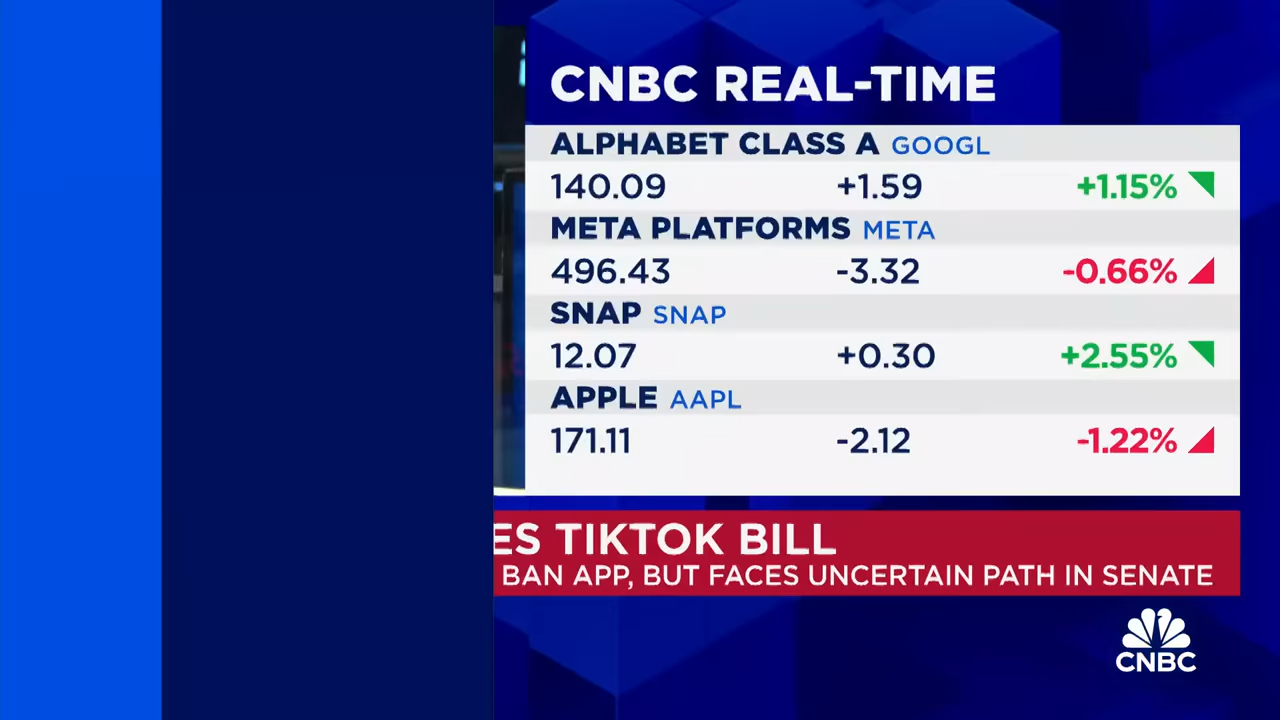 CNBC REAL-TIME
ALPHABET CLASS A GOOGL
140.09 +1.59 +1.15%
META PLATFORMS META
496.43 -3.32 -0.66%
SNAP SNAP
12.07 +0.30 +2.55%
APPLE AAPL
171.11 -2.12 -1.22%
ES TIKTOK BILL
BAN APP, BUT FACES UNCERTAIN PATH IN SENATE
CNBC